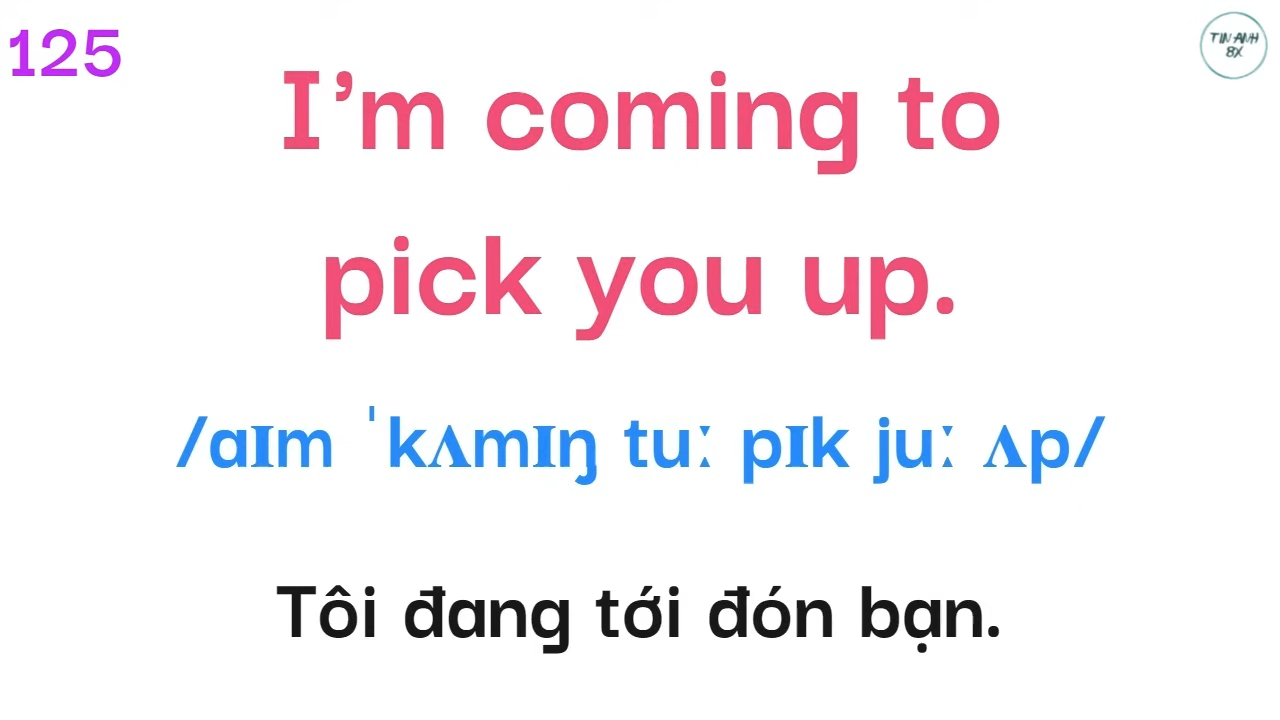 125
TIN ANH
8X
I’m coming to
pick you up.
/ɑɪm ˈkʌmɪŋ tuː pɪk juː ʌp/
Tôi đang tới đón bạn.